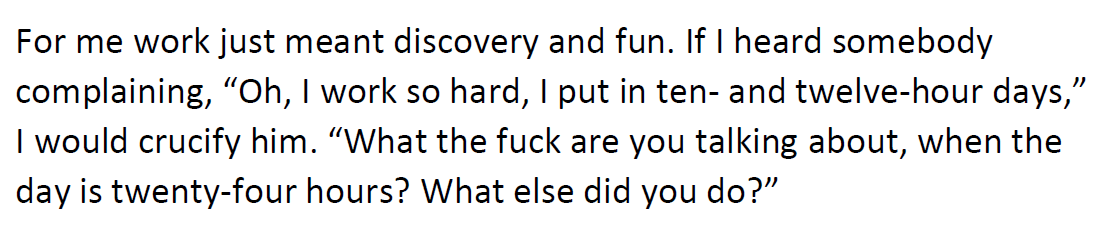 For me work just meant discovery and fun. If I heard somebody
complaining, “Oh, I work so hard, I put in ten- and twelve-hour days,”
I would crucify him. “What the fuck are you talking about, when the
day is twenty-four hours? What else did you do?”